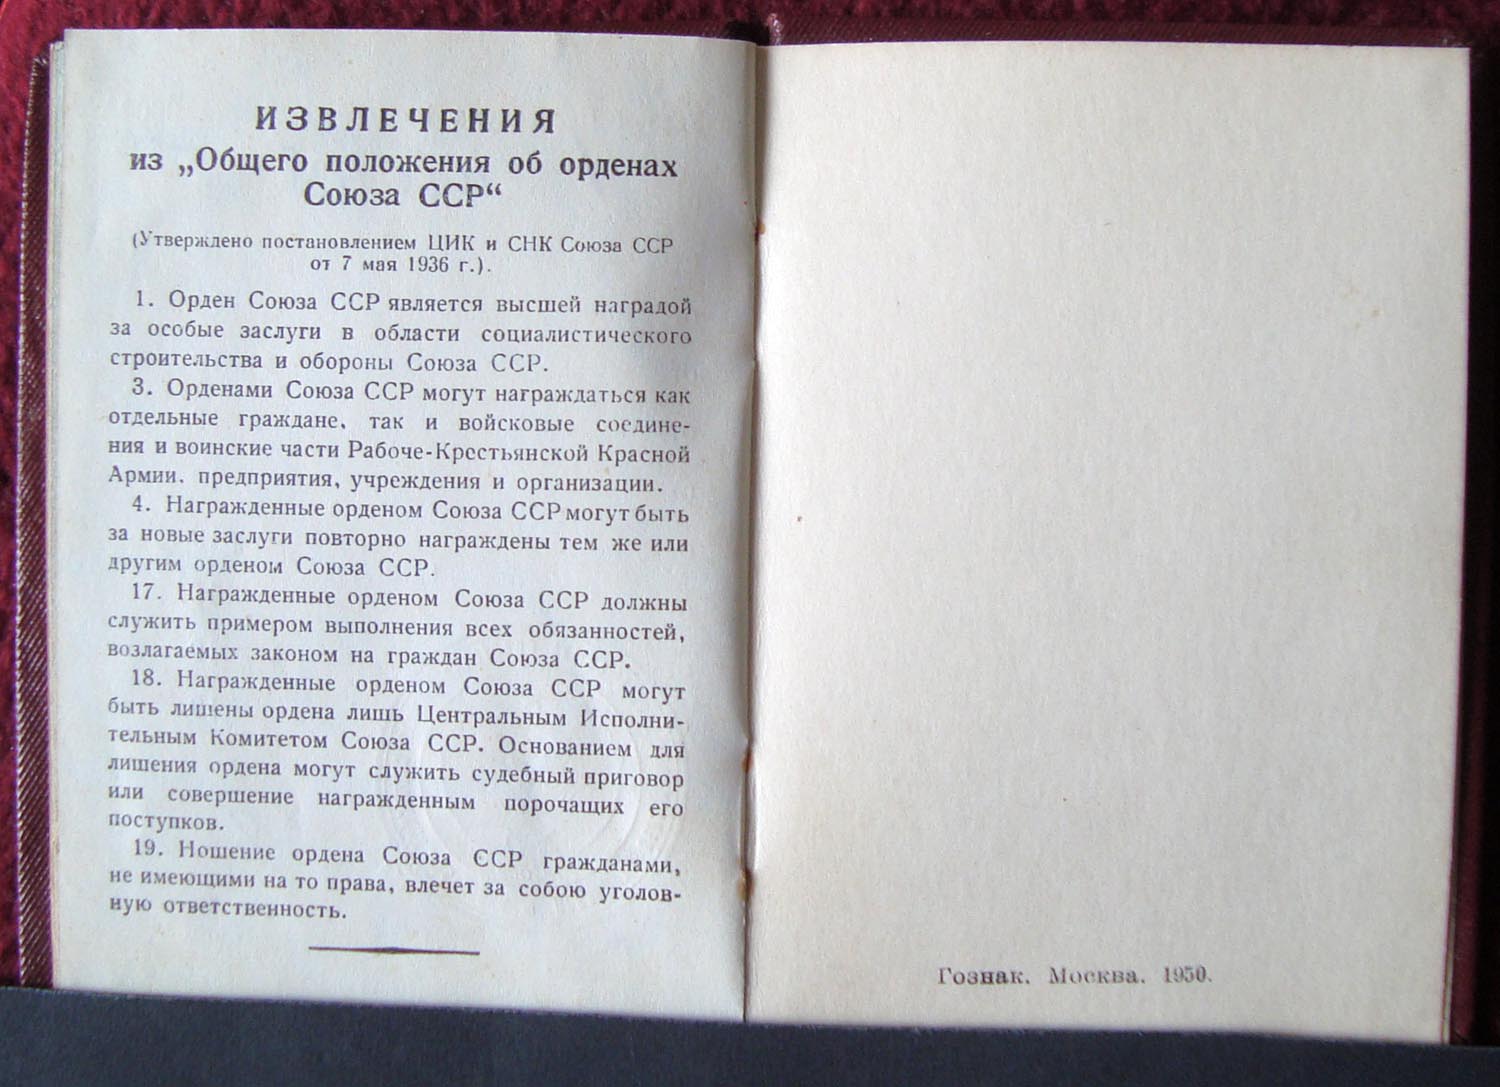 ИЗВЛЕЧЕНИЯ
из „Общего положения об орденах
Союза ССР“
(Утверждено постановлением ЦИК и СНК Союза ССР
от 7 мая 1936 г.).
1. Орден Союза ССР является высшей наградой
за особые заслуги в области социалистического
строительства и обороны Союза ССР.
3. Орденами Союза ССР могут награждаться как
отдельные граждане, так и войсковые соедине-
ния и воинские части Рабоче-Крестьянской Красной
Армии, предприятия, учреждения и организации.
4. Награжденные орденом Союза ССР могут быть
за новые заслуги повторно награждены тем же или
другим орденом Союза ССР.
17. Награжденные орденом Союза ССР должны
служить примером выполнения всех обязанностей,
возлагаемых законом на граждан Союза ССР.
18. Награжденные орденом Союза ССР могут
быть лишены ордена лишь Центральным Исполни-
тельным Комитетом Союза ССР. Основанием для
лишения ордена могут служить судебный приговор
или совершение награжденным порочащих его
поступков.
19. Ношение ордена Союза ССР гражданами,
не имеющими на то права, влечет за собою уголов-
ную ответственность.
Гознак. Москва. 1950.